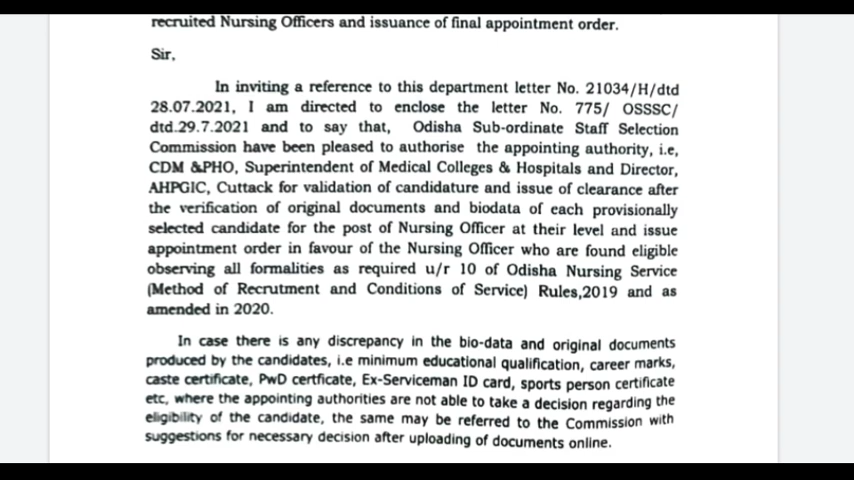 recruited Nursing Officers and issuance of final appointment order.
Sir,
In inviting a reference to this department letter No. 21034/H/dtd
28.07.2021, I am directed to enclose the letter No. 775/ OSSSC/
dtd.29.7.2021 and to say that, Odisha Sub-ordinate Staff Selection
Commission have been pleased to authorise the appointing authority, i.e,
CDM &PHO, Superintendent of Medical Colleges & Hospitals and Director,
AHPGIC, Cuttack for validation of candidature and issue of clearance after
the verification of original documents and biodata of each provisionally
selected candidate for the post of Nursing Officer at their level and issue
appointment order in favour of the Nursing Officer who are found eligible
observing all formalities as required u/r 10 of Odisha Nursing Service
(Method of Recrutment and Conditions of Service) Rules,2019 and as
amended in 2020.
In case there is any discrepancy in the bio-data and original documents
produced by the candidates, i.e minimum educational qualification, career marks,
caste certificate, PwD certficate, Ex-Serviceman ID card, sports person certificate
etc, where the appointing authorities are not able to take a decision regarding the
eligibility of the candidate, the same may be referred to the Commission with
suggestions for necessary decision after uploading of documents online.